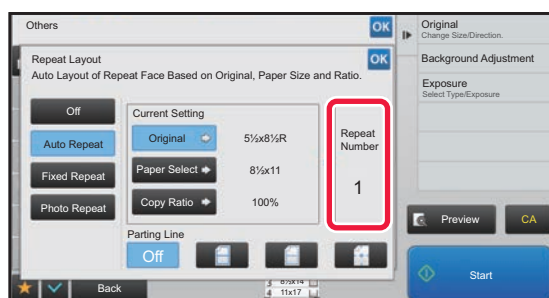 Others
OK
Original
Change Size/Direction.
Repeat Layout
OK
Auto Layout of Repeat Face Based on Original, Paper Size and Ratio.
Background Adjustment
Exposure
Select Type/Exposure
Off
Current Setting
Auto Repeat
Original
5½x8½R
Repeat
Number
Fixed Repeat
Paper Select
8½x11
1
Photo Repeat
Copy Ratio
100%
Preview
CA
Parting Line
Off
Start
Back
4 11x17